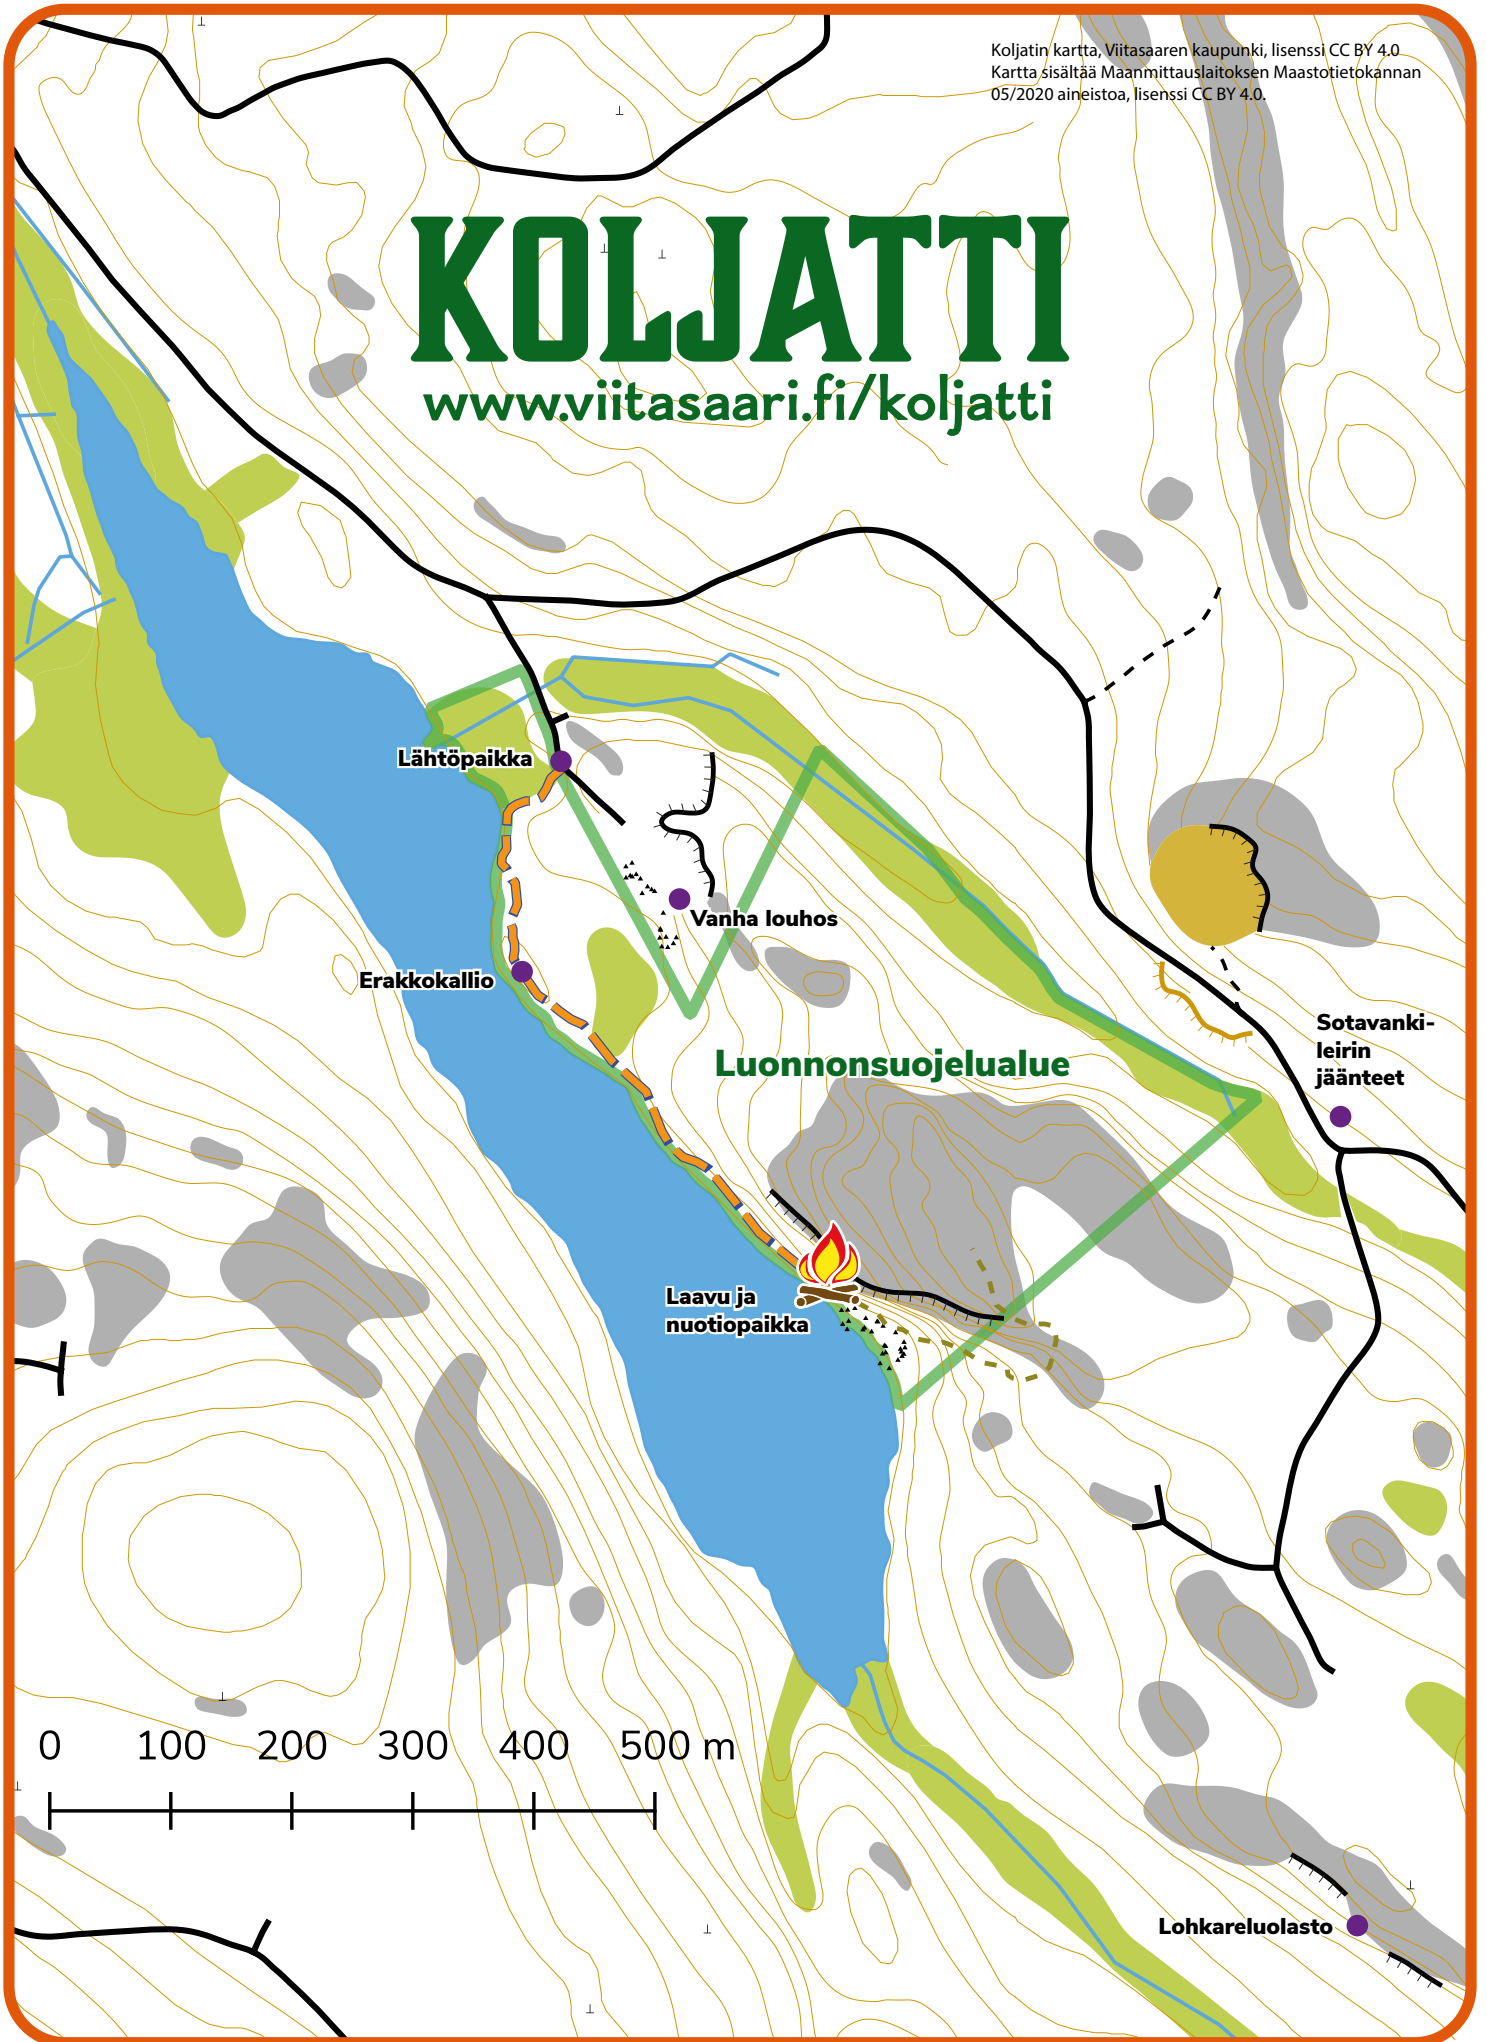 Koljatin kartta, Viitasaaren kaupunki, lisenssi CC BY 4.0
Kartta sisältää Maanmittauslaitoksen Maastotietokannan
05/2020 aineistoa, lisenssi CC BY 4.0.
KOLJATTI
www.viitasaari.fi/koljatti
Lähtöpaikka
Vanha louhos
Erakkokallio
Sotavanki-
leirin
jäänteet
Luonnonsuojelualue
Laavu ja
nuotiopaikka
0 100 200 300 400 500 m
Lohkareluolasto